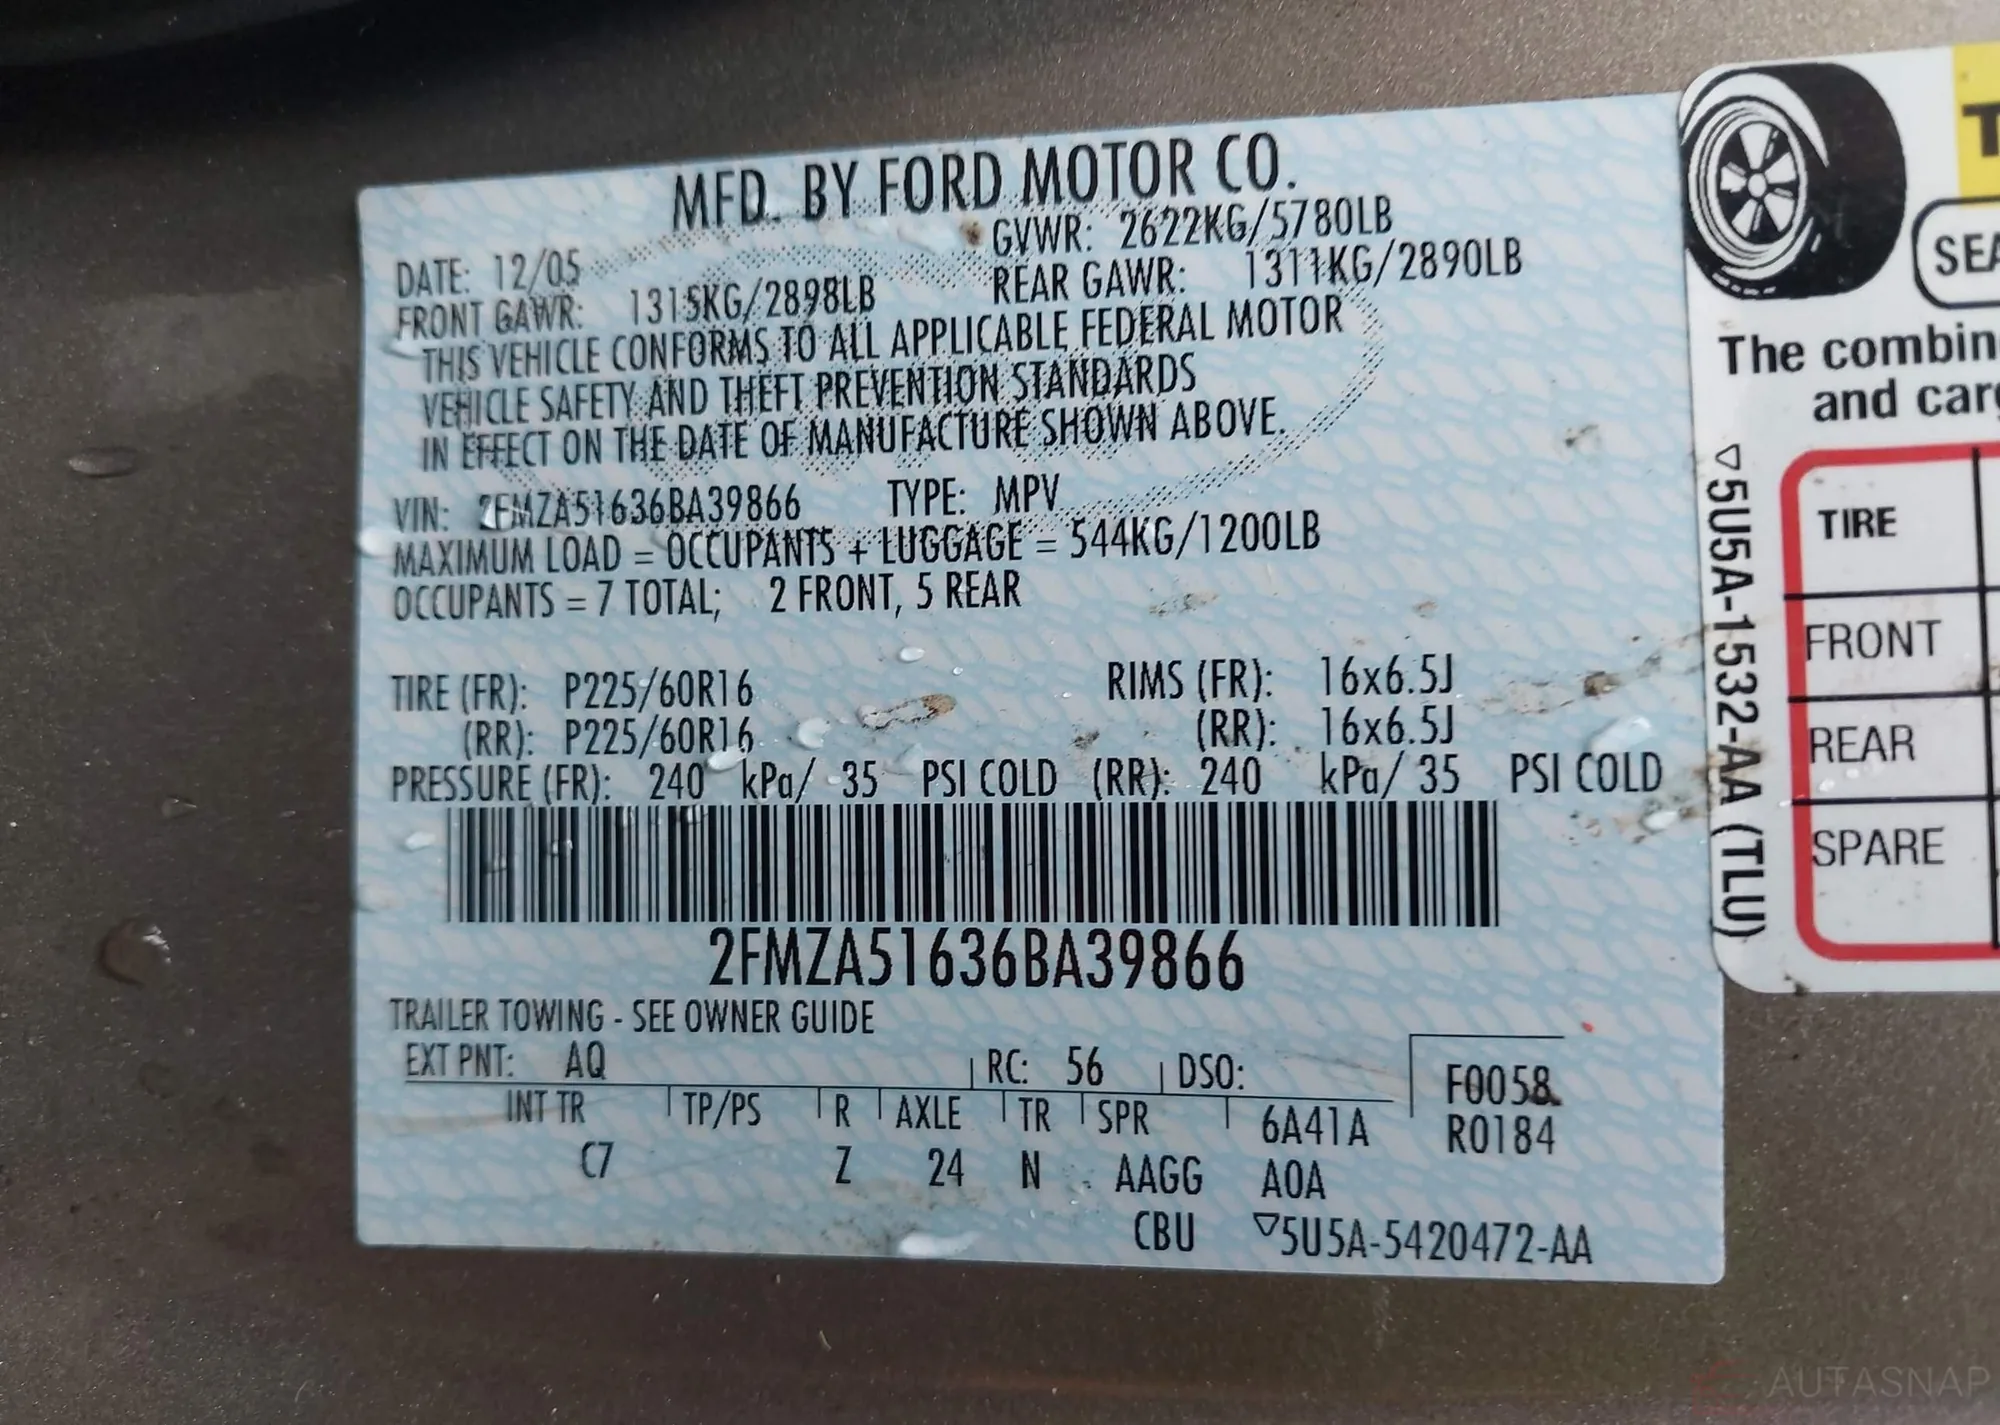 MFD. BY FORD MOTOR CO.
DATE: 12/05
GVWR: 2622KG/5780LB
FRONT GAWR: 1315KG/2898LB
REAR GAWR: 1311KG/2890LB
THIS VEHICLE CONFORMS TO ALL APPLICABLE FEDERAL MOTOR
VEHICLE SAFETY AND THEFT PREVENTION STANDARDS
IN EFFECT ON THE DATE OF MANUFACTURE SHOWN ABOVE.
VIN: 2FMZA51636BA39866 TYPE: MPV
MAXIMUM LOAD = OCCUPANTS + LUGGAGE = 544KG/1200LB
OCCUPANTS = 7 TOTAL; 2 FRONT, 5 REAR
TIRE (FR): P225/60R16 RIMS (FR): 16x6.5J
(RR): P225/60R16 (RR): 16x6.5J
PRESSURE (FR): 240 kPa/ 35 PSI COLD (RR): 240 kPa/ 35 PSI COLD
2FMZA51636BA39866
TRAILER TOWING - SEE OWNER GUIDE
EXT PNT: AQ RC: 56 DSO:
F0058
INT TR TP/PS R AXLE TR SPR 6A41A
R0184
C7 Z 24 N AAGG A0A
CBU ▽5U5A-5420472-AA
T
SEA
The combin
and carg
▽5U5A-1532-AA (TLU)
TIRE
FRONT
REAR
SPARE
AUTASNAP